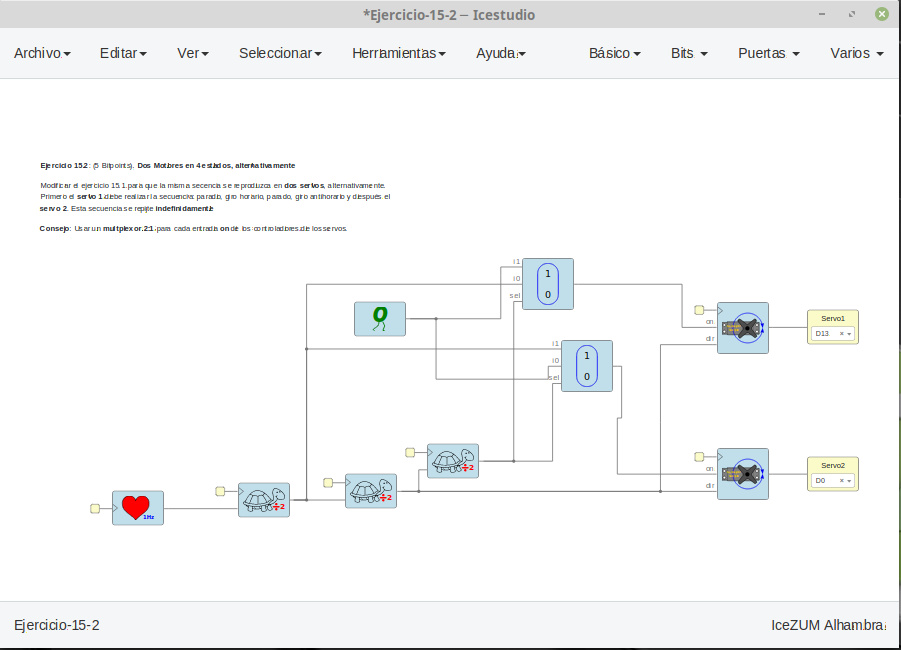 *Ejercicio-15-2 — Icestudio
Archivo Editar Ver Seleccionar Herramientas Ayuda Básico Bits Puertas Varios
Ejercicio 15.2: (5 Bitpoints). Dos Motores en 4 estados, alternativamente
Modificar el ejercicio 15.1 para que la misma secencia se reproduzca en dos servos, alternativamente.
Primero el servo 1 debe realizar la secuencia: parado, giro horario, parado, giro antihorario y después el
servo 2. Esta secuencia se repite indefinidamente
Consejo: Usar un multplexor 2:1 para cada entrada on de los controladores de los servos.
i1
i0
sel
1
0
0
i1
i0
sel
1
0
on
dir
Servo1
D13
÷2
÷2
÷2
1Hz
on
dir
Servo2
D0
Ejercicio-15-2
IceZUM Alhambra